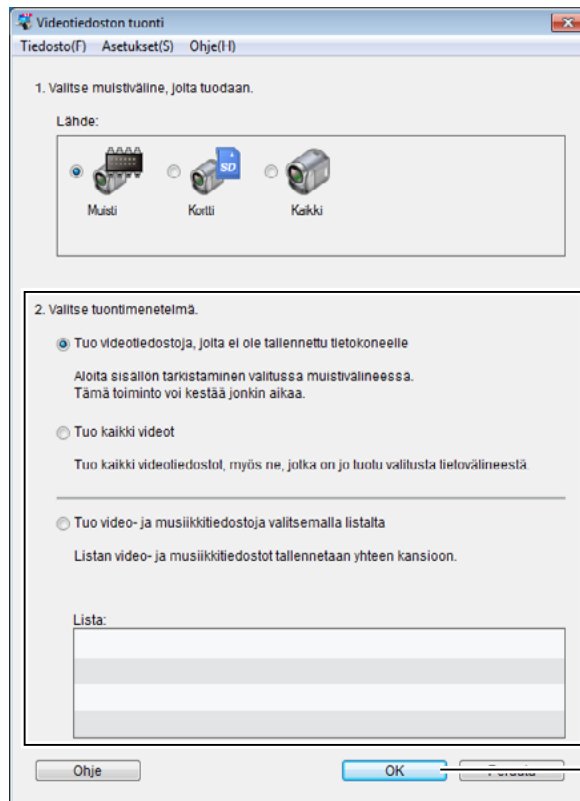 Videotiedoston tuonti
Tiedosto(F) Asetukset(S) Ohje(H)
1. Valitse muistiväline, jolta tuodaan.
Lähde:
SD
Muisti Kortti Kaikki
2. Valitse tuontimenetelmä.
Tuo videotiedostoja, joita ei ole tallennettu tietokoneelle
Aloita sisällön tarkistaminen valitussa muistivälineessä.
Tämä toiminto voi kestää jonkin aikaa.
Tuo kaikki videot
Tuo kaikki videotiedostot, myös ne, jotka on jo tuotu valitusta tietovälineestä.
Tuo video- ja musiikkitiedostoja valitsemalla listalta
Listan video- ja musiikkitiedostot tallennetaan yhteen kansioon.
Lista:
Ohje OK Peruuta